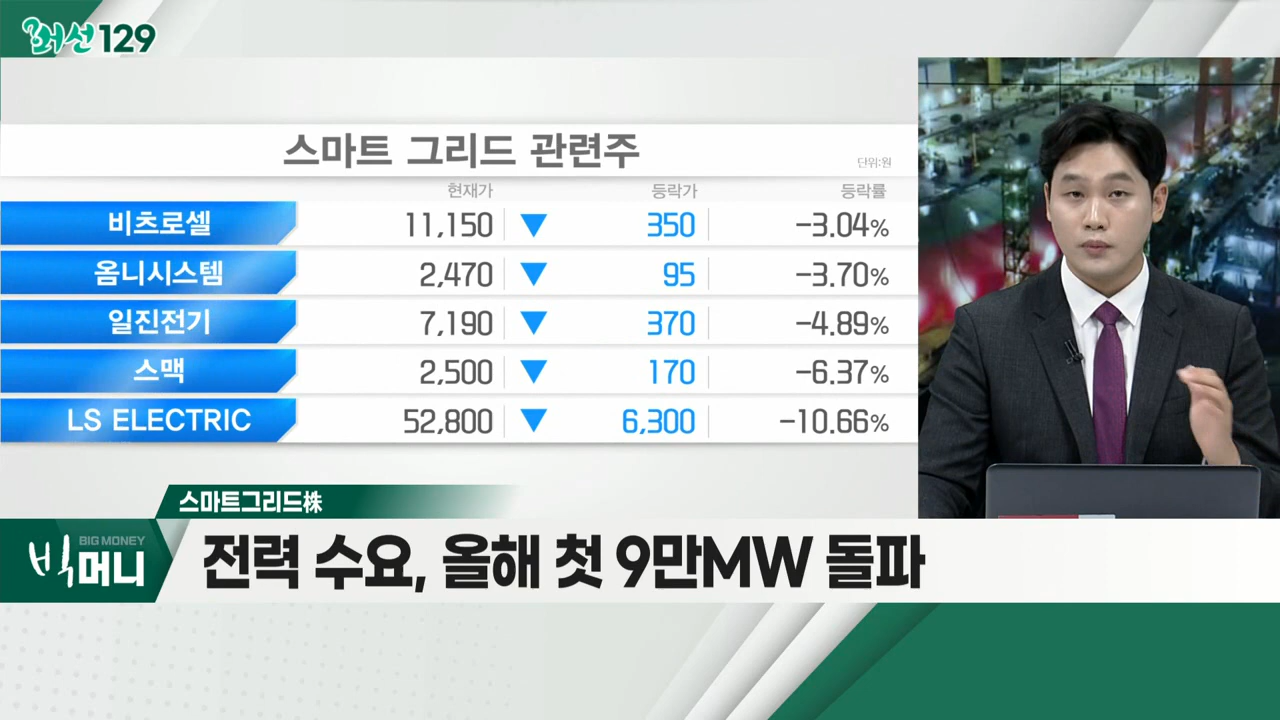 머선129
스마트 그리드 관련주
단위:원
현재가 등락가 등락률
비츠로셀 11,150 ▼ 350 -3.04%
옴니시스템 2,470 ▼ 95 -3.70%
일진전기 7,190 ▼ 370 -4.89%
스맥 2,500 ▼ 170 -6.37%
LS ELECTRIC 52,800 ▼ 6,300 -10.66%
스마트그리드株
BIG MONEY
빅머니
전력 수요, 올해 첫 9만MW 돌파